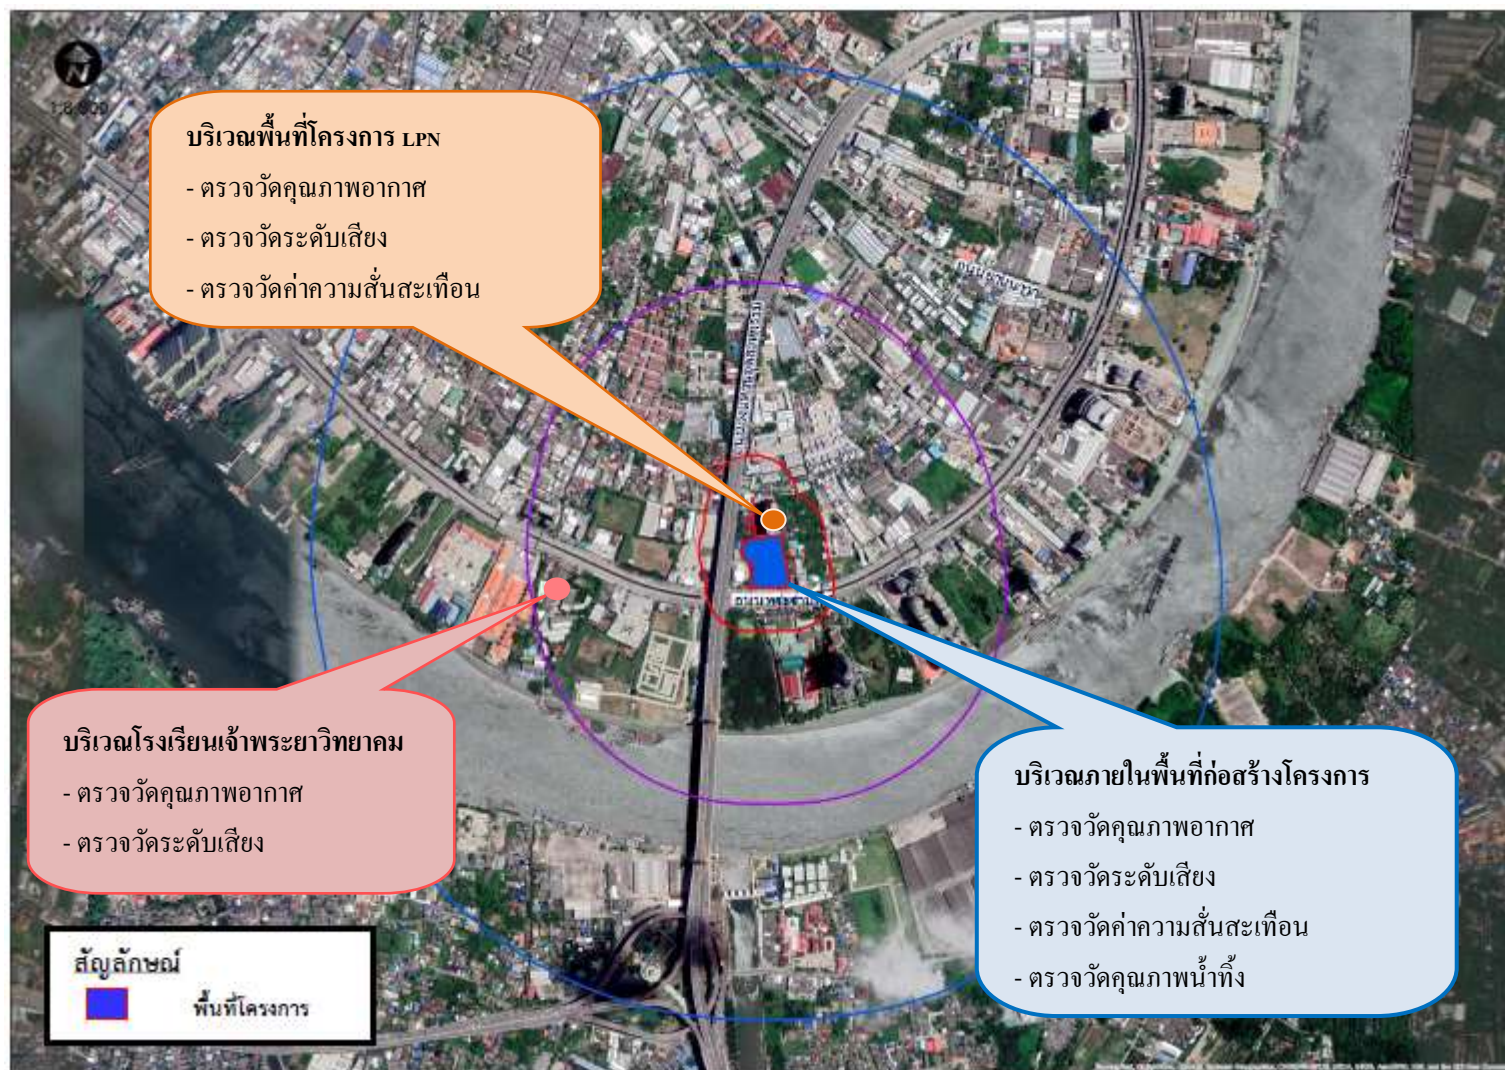 N
บริเวณพื้นที่โครงการ LPN
- ตรวจวัดคุณภาพอากาศ
- ตรวจวัดระดับเสียง
- ตรวจวัดค่าความสั่นสะเทือน
บริเวณโรงเรียนเจ้าพระยาวิทยาคม
- ตรวจวัดคุณภาพอากาศ
- ตรวจวัดระดับเสียง
บริเวณภายในพื้นที่ก่อสร้างโครงการ
- ตรวจวัดคุณภาพอากาศ
- ตรวจวัดระดับเสียง
- ตรวจวัดค่าความสั่นสะเทือน
- ตรวจวัดคุณภาพน้ำทิ้ง
สัญลักษณ์
พื้นที่โครงการ